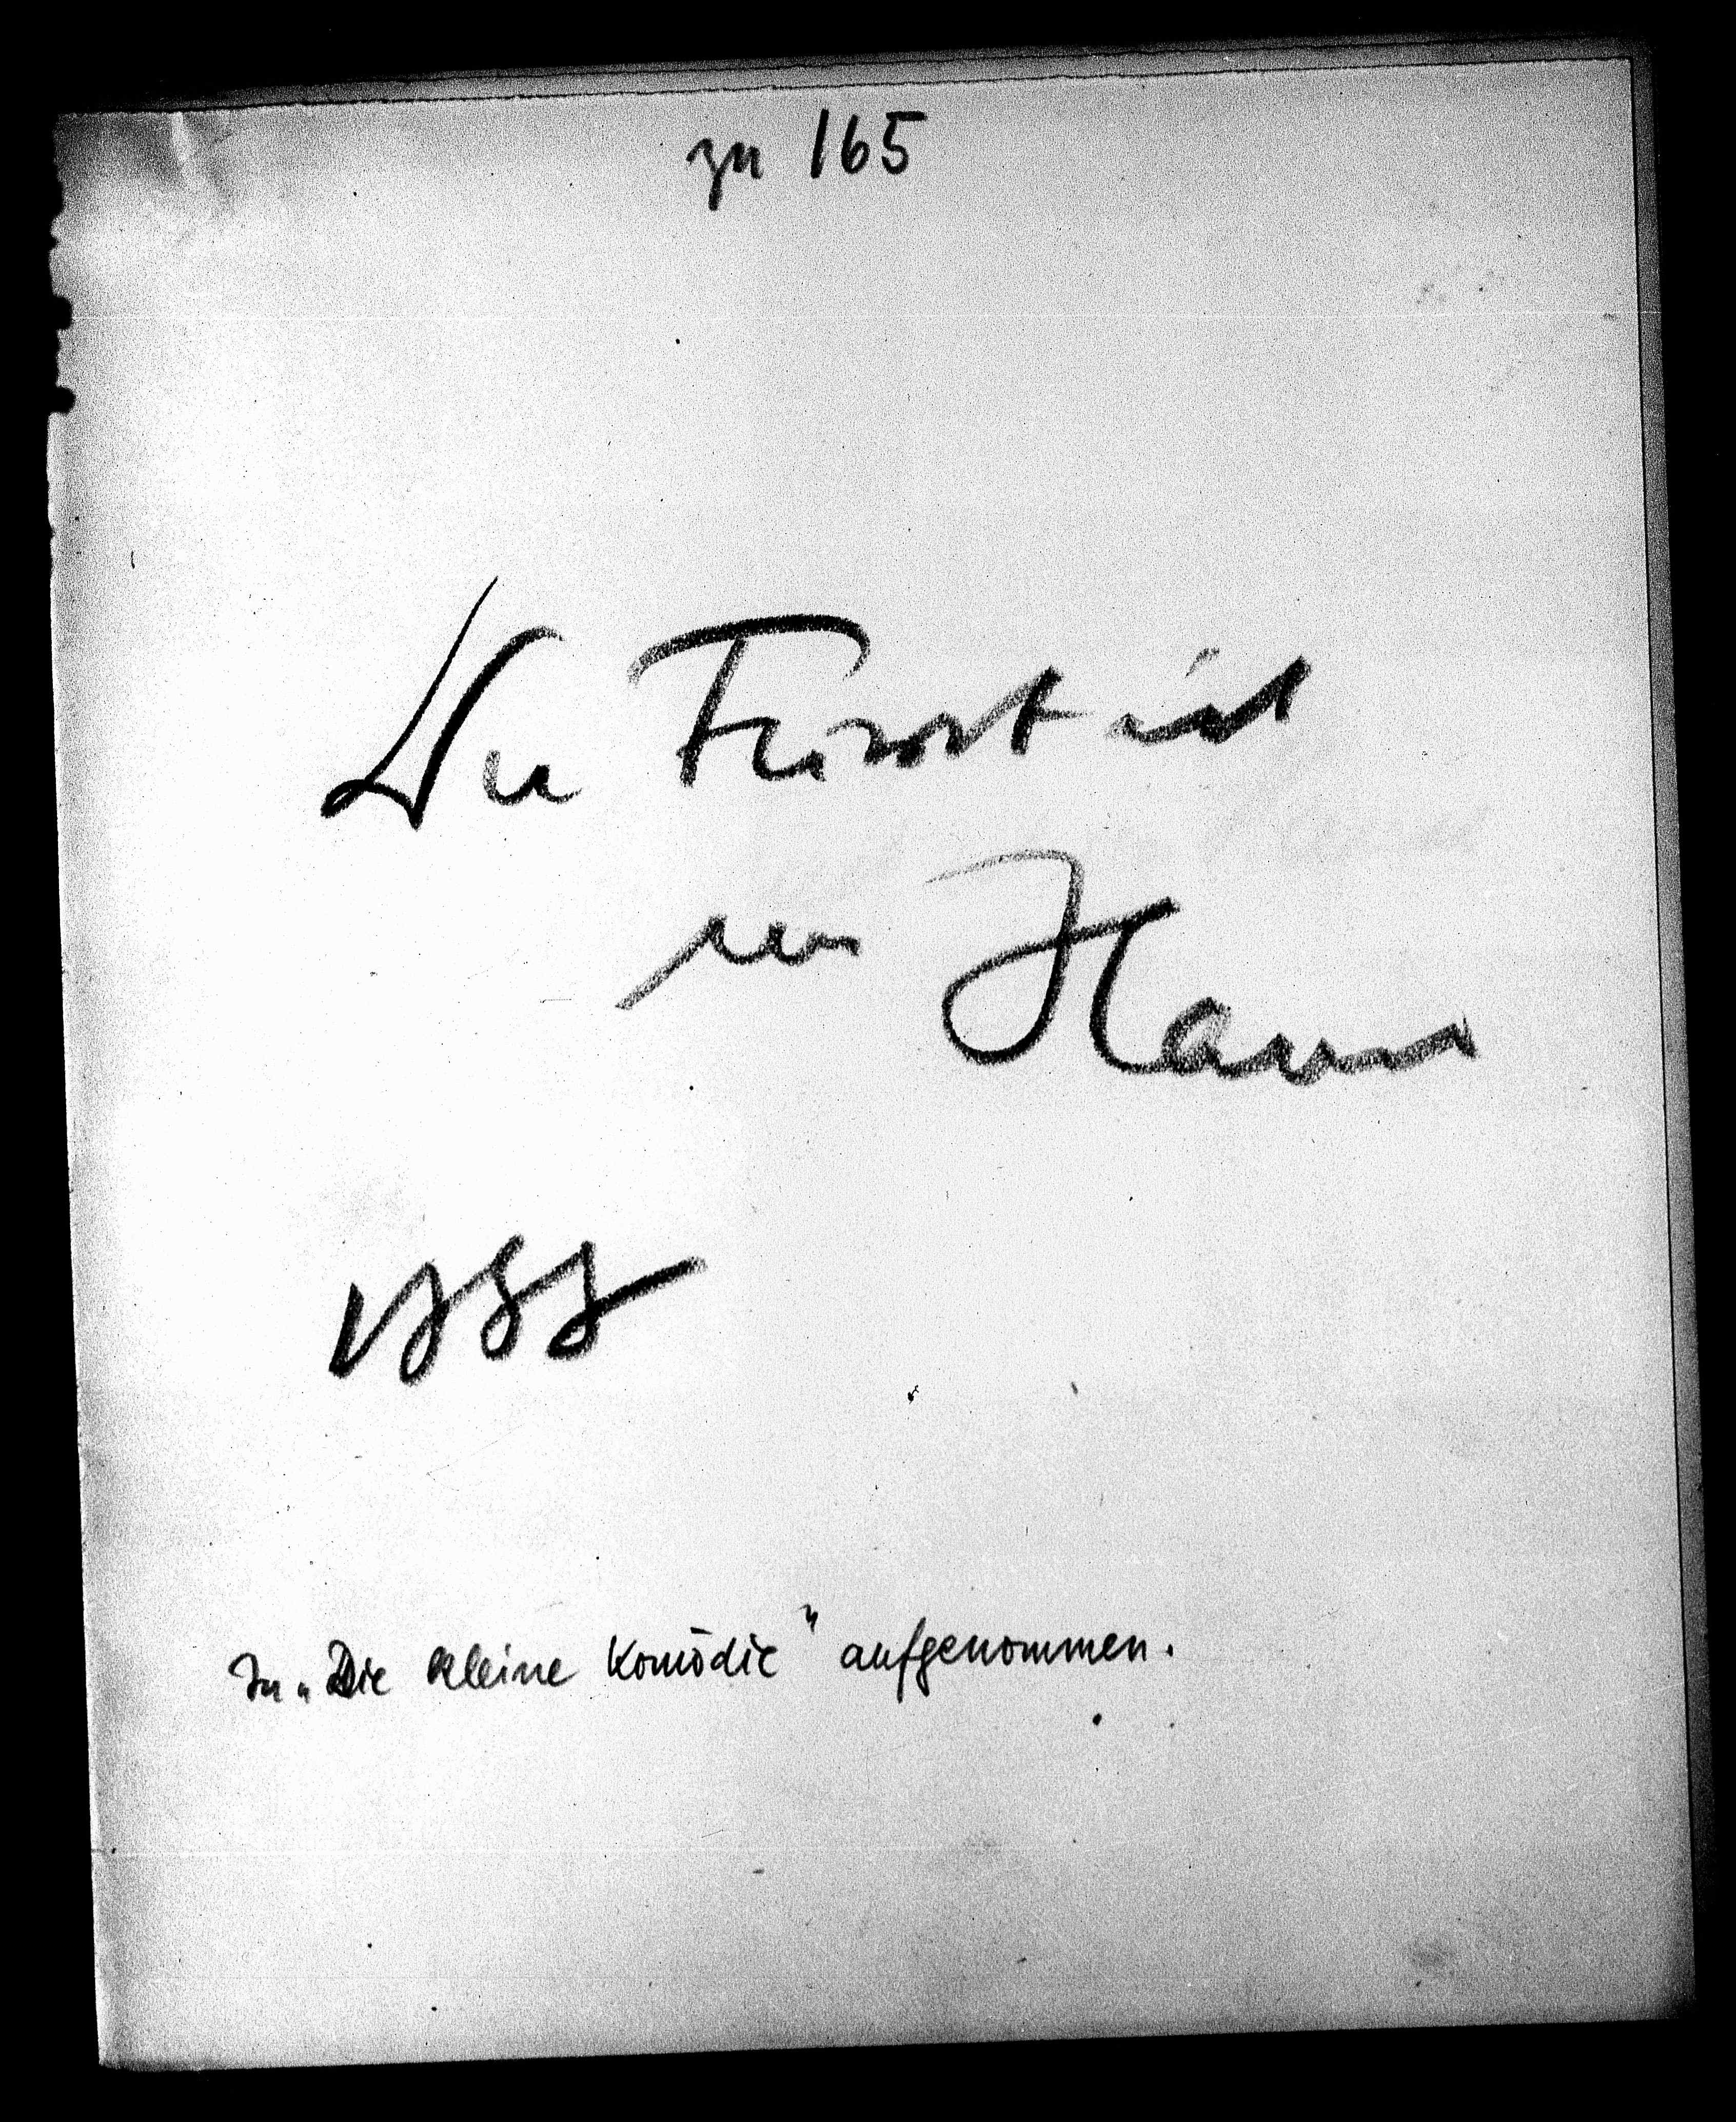 zu 165
Der Fürst ist
im Hause
1888
In „Die kleine Komödie" aufgenommen.